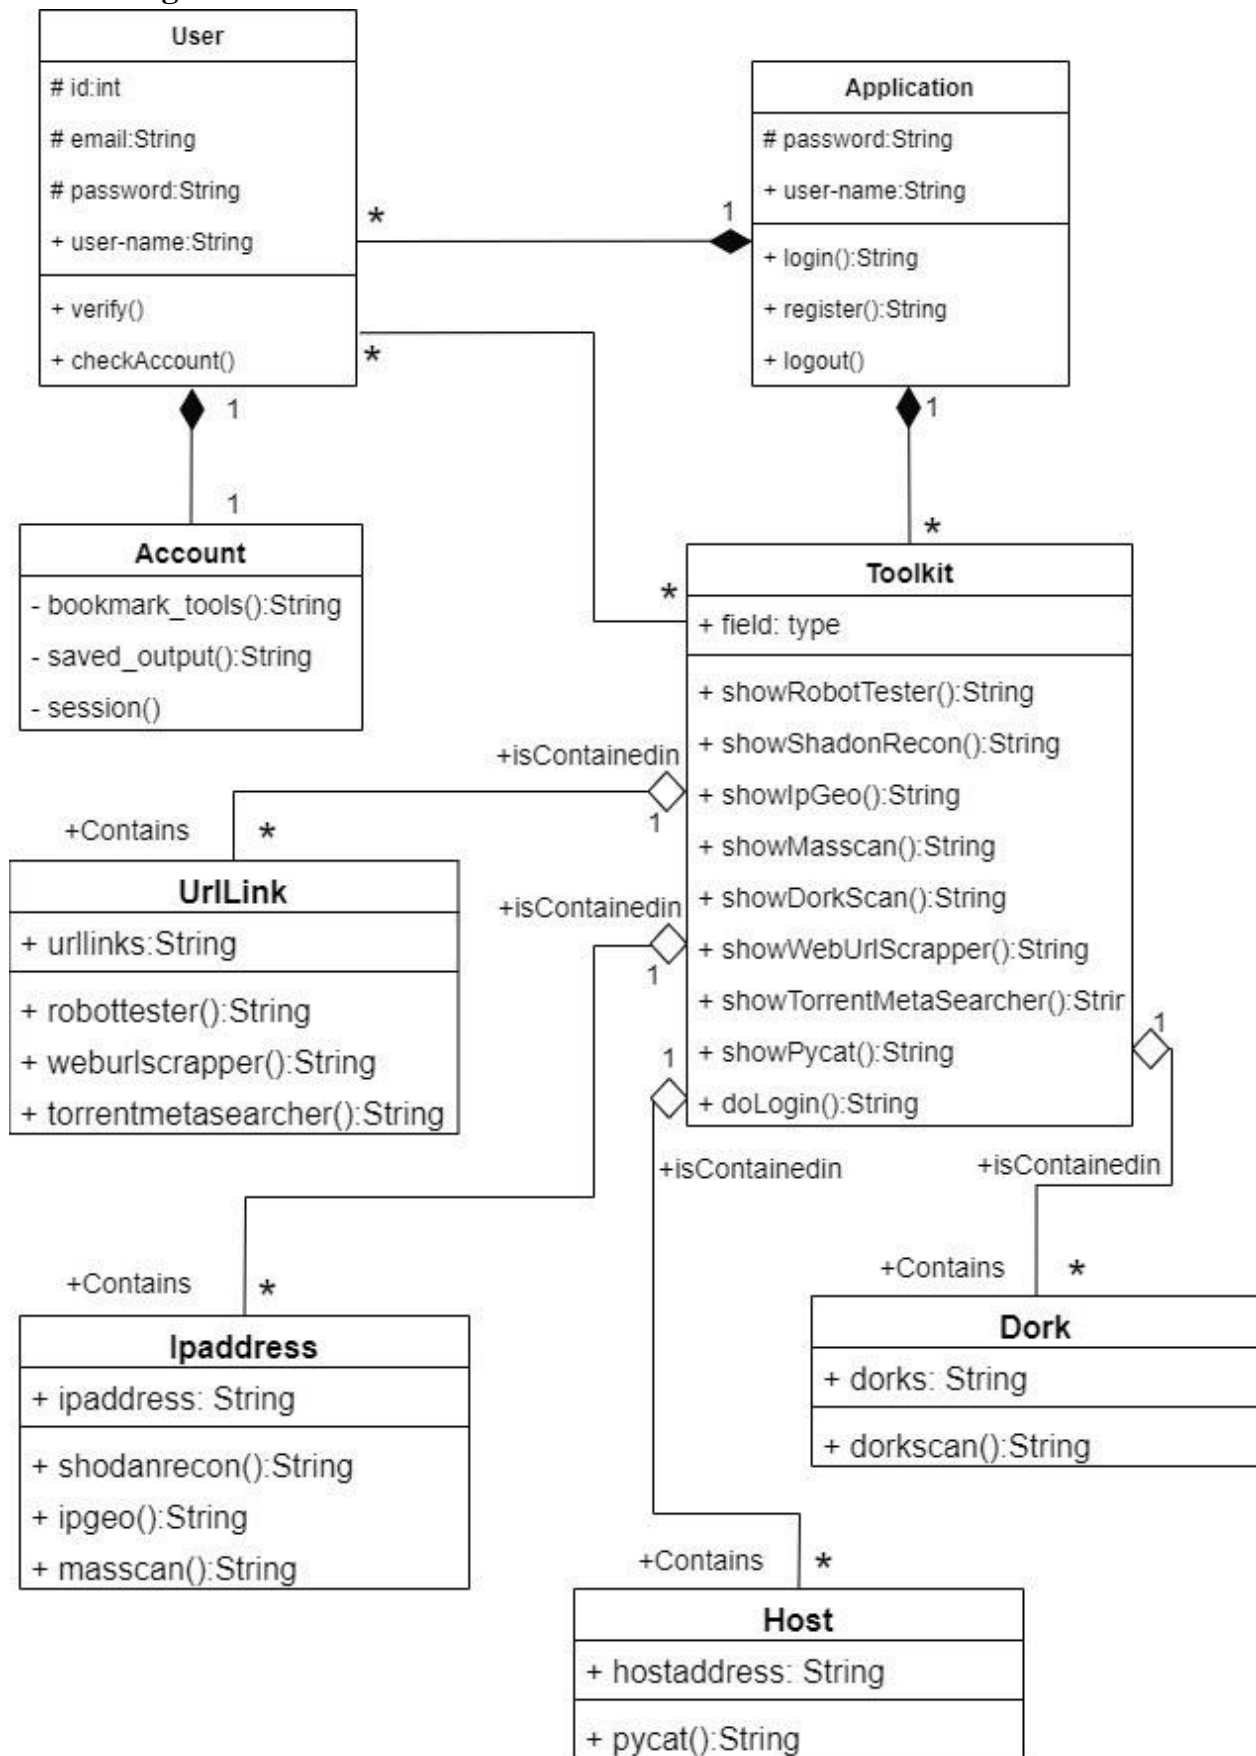 User
# id:int
# email:String
# password:String
+ user-name:String
+ verify()
+ checkAccount()
Application
# password:String
+ user-name:String
+ login():String
+ register():String
+ logout()
*
1
*
1
1
1
*
*
Account
- bookmark_tools():String
- saved_output():String
- session()
Toolkit
+ field: type
+ showRobotTester():String
+ showShadonRecon():String
+ showIpGeo():String
+ showMasscan():String
+ showDorkScan():String
+ showWebUrlScrapper():String
+ showTorrentMetaSearcher():Strir
+ showPycat():String
+ doLogin():String
+isContainedin
1
+Contains
*
UrlLink
+ urllinks:String
+ robottester():String
+ weburlscrapper():String
+ torrentmetasearcher():String
+isContainedin
1
+Contains
*
Ipaddress
+ ipaddress: String
+ shodanrecon():String
+ ipgeo():String
+ masscan():String
1
+isContainedin
+Contains
*
Host
+ hostaddress: String
+ pycat():String
1
+isContainedin
+Contains
*
Dork
+ dorks: String
+ dorkscan():String